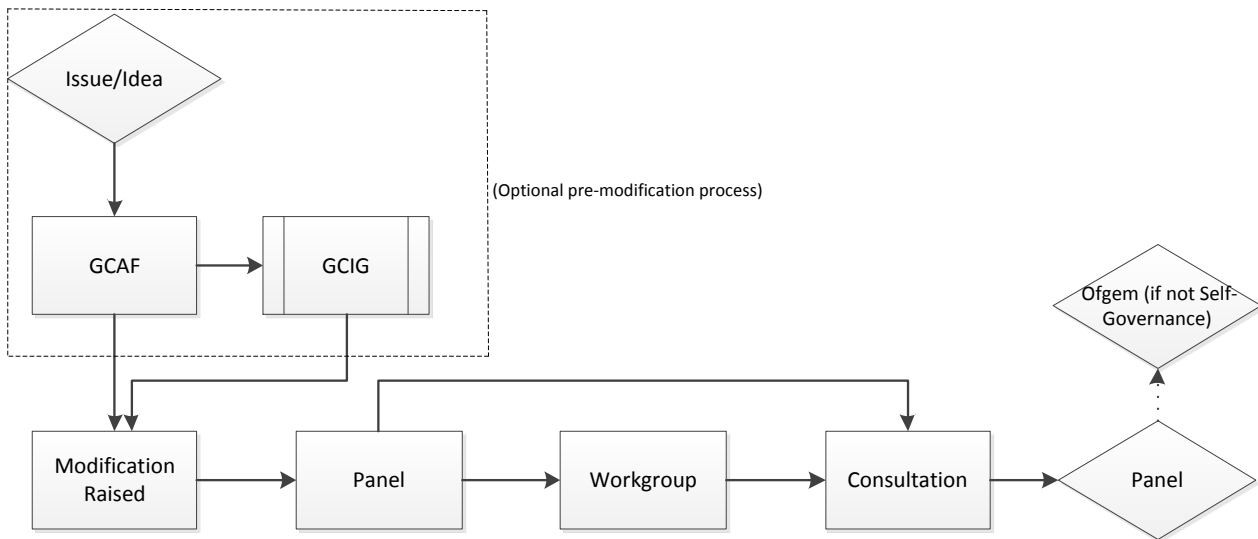 Issue/Idea
(Optional pre-modification process)
GCAF
GCIG
Ofgem (if not Self-
Governance)
Modification
Raised
Panel
Workgroup
Consultation
Panel